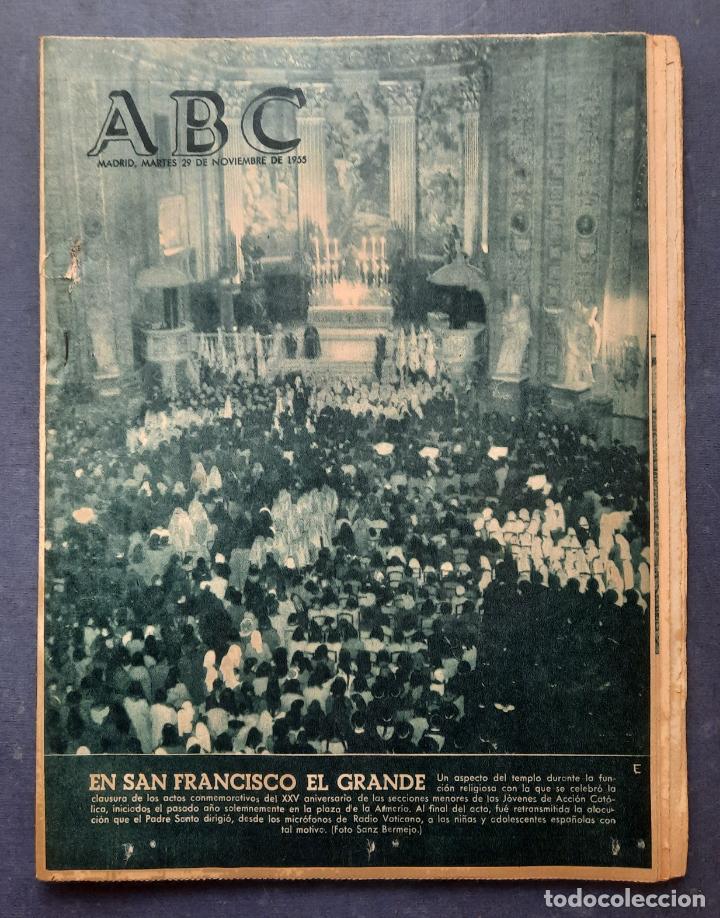 ABC
MADRID, MARTES 29 DE NOVIEMBRE DE 1955
E
EN SAN FRANCISCO EL GRANDE Un aspecto del templo durante la fun-
ción religiosa con la que se celebró la
clausura de los actos conmemorativos del XXV aniversario de las secciones menores de las Jóvenes de Acción Cató-
lica, iniciados el pasado año solemnemente en la plaza de la Armería. Al final del acto, fué retransmitida la alocu-
ción que el Padre Santo dirigió, desde los micrófonos de Radio Vaticano, a las niñas y adolescentes españolas con
tal motivo. (Foto Sanz Bermejo.)
todocoleccion